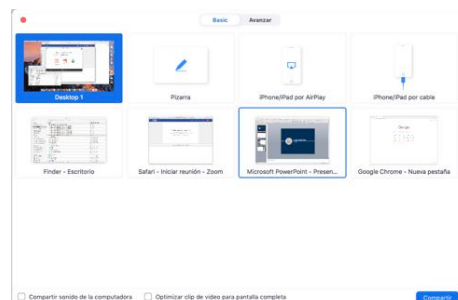 Basic Avanzar
Desktop 1 Pizarra iPhone/iPad por AirPlay iPhone/iPad por cable
Finder - Escritorio Safari - Iniciar reunión - Zoom Microsoft PowerPoint - Presen... Google Chrome - Nueva pestaña
Compartir sonido de la computadora Optimizar clip de video para pantalla completa Compartir